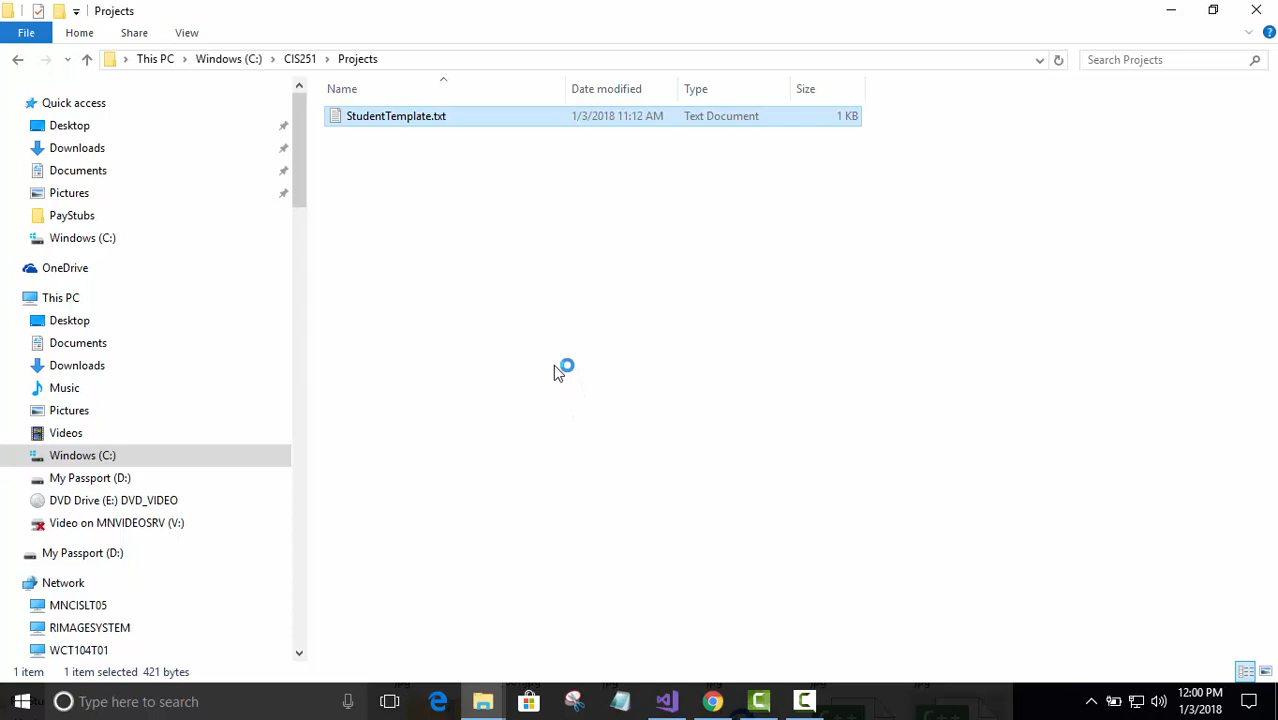 Projects
File Home Share View
This PC Windows (C:) CIS251 Projects Search Projects
Name Date modified Type Size
StudentTemplate.txt 1/3/2018 11:12 AM Text Document 1 KB
Quick access
Desktop
Downloads
Documents
Pictures
PayStubs
Windows (C:)
OneDrive
This PC
Desktop
Documents
Downloads
Music
Pictures
Videos
Windows (C:)
My Passport (D:)
DVD Drive (E:) DVD_VIDEO
Video on MNVIDEOSRV (V:)
My Passport (D:)
Network
MNCISLT05
RIMAGESYSTEM
WCT104T01
1 item 1 item selected 421 bytes
Type here to search
12:00 PM
1/3/2018